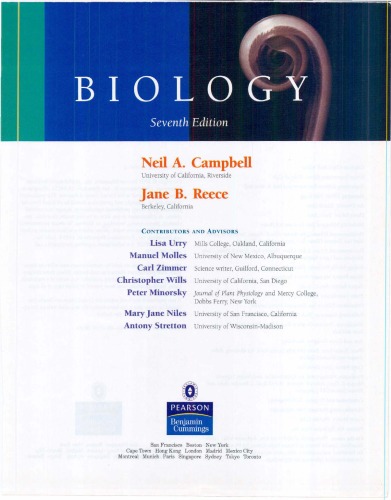 BIOLOGY
Seventh Edition
Neil A. Campbell
University of California, Riverside
Jane B. Reece
Berkeley, California
CONTRIBUTORS AND ADVISORS
Lisa Urry Mills College, Oakland, California
Manuel Molles University of New Mexico, Albuquerque
Carl Zimmer Science writer, Guilford, Connecticut
Christopher Wills University of California, San Diego
Peter Minorsky Journal of Plant Physiology and Mercy College,
Dobbs Ferry, New York
Mary Jane Niles University of San Francisco, California
Antony Stretton University of Wisconsin-Madison
PEARSON
Benjamin
Cummings
San Francisco Boston New York
Cape Town Hong Kong London Madrid Mexico City
Montreal Munich Paris Singapore Sydney Tokyo Toronto